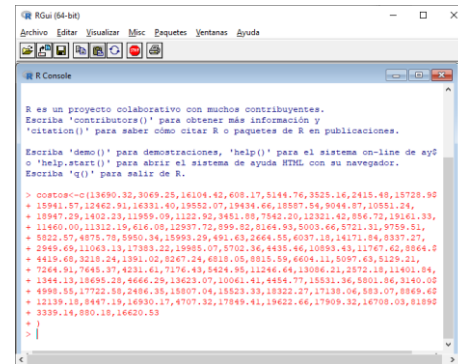 RGui (64-bit)
Archivo Editar Visualizar Misc Paquetes Ventanas Ayuda
R Console
R es un proyecto colaborativo con muchos contribuyentes.
Escriba 'contributors()' para obtener más información y
'citation()' para saber cómo citar R o paquetes de R en publicaciones.
Escriba 'demo()' para demostraciones, 'help()' para el sistema on-line de ay$
o 'help.start()' para abrir el sistema de ayuda HTML con su navegador.
Escriba 'q()' para salir de R.
> costos<-c(13690.32,3069.25,16104.42,608.17,5144.76,3525.16,2415.48,15728.9$
+ 15941.57,12462.91,16331.40,19552.07,19434.66,18587.54,9044.87,10551.24,
+ 18947.29,1402.23,11959.09,1122.92,3451.88,7542.20,12321.42,856.72,19161.33,
+ 11460.00,11312.19,616.08,12937.72,899.82,8164.93,5003.66,5721.31,9759.51,
+ 5822.57,4875.78,5950.34,15993.29,491.63,2664.55,6037.18,14171.84,8337.27,
+ 2949.69,11063.13,1377.22,19985.07,5702.36,4435.46,10893.43,11767.62,8864.$
+ 4419.68,3218.24,1391.02,8267.24,6818.05,8815.59,6604.11,5097.63,5129.21,
+ 7264.91,7645.37,4231.61,7176.43,5424.95,11246.64,13086.21,2572.18,11401.84,
+ 1344.13,18695.28,4666.29,13623.07,10061.41,4454.77,15531.36,5801.86,3140.0$
+ 4998.55,17722.58,2486.35,15807.04,15523.33,18322.27,17138.06,583.07,8869.6$
+ 12139.18,8447.19,16930.17,4707.32,17849.41,19622.66,17909.32,16708.03,8189$
+ 3339.14,880.18,16620.53
+ )
>